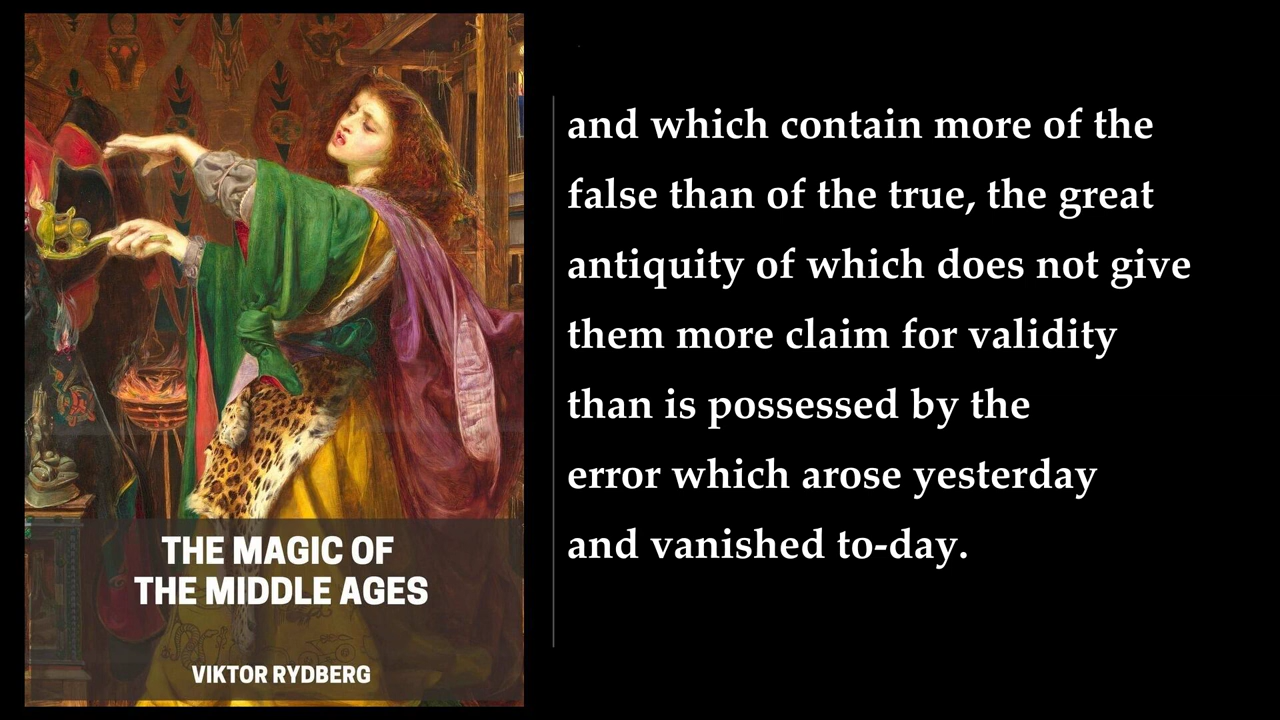 THE MAGIC OF
THE MIDDLE AGES
VIKTOR RYDBERG
and which contain more of the
false than of the true, the great
antiquity of which does not give
them more claim for validity
than is possessed by the
error which arose yesterday
and vanished to-day.